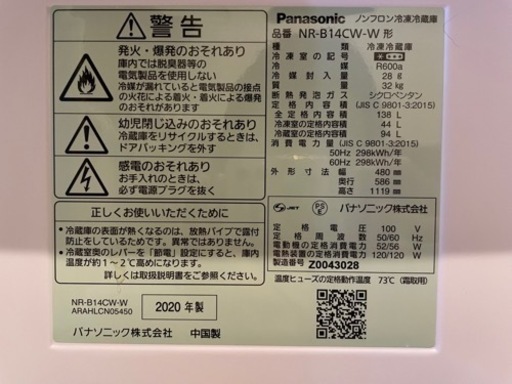 警告
発火・爆発のおそれあり
庫内では脱臭器等の
電気製品を使用しない
冷媒が漏れていると電気製品の接点
の火花による着火・着火による爆発
のおそれあり
幼児閉じ込めのおそれあり
冷蔵庫をリサイクルするときは、
ドアパッキングを外す
感電のおそれあり
お手入れのときは、
必ず電源プラグを抜く
正しくお使いいただくために
●冷蔵庫の表面が熱くなるのは、放熱パイプで露付
防止をしているためです。異常ではありません。
●冷蔵室奥のレバーを「節電」設定にすると、庫内
温度が約1～2℃高めになります。
詳しくは取扱説明書をご覧ください。
NR-B14CW-W
ARAHLCN05450
2020年製
パナソニック株式会社 中国製
Panasonic ノンフロン冷凍冷蔵庫
品番 NR-B14CW-W 形
種類 冷凍冷蔵庫
冷凍室の記号
冷媒 R600a
冷媒封入量 28g
質量 32kg
断熱発泡ガス シクロペンタン
定格内容積 (JIS C 9801-3:2015)
全定格内容積 138 L
冷凍室の定格内容積 44 L
冷蔵室の定格内容積 94 L
消費電力量 (JIS C 9801-3:2015)
50Hz 298kWh/年
60Hz 298kWh/年
外形寸法 幅 480㎜
奥行 586㎜
高さ 1119㎜
JET PSE パナソニック株式会社
定格電圧 100 V
定格周波数 50/60 Hz
電動機の定格消費電力 52/56 W
電熱装置の定格消費電力 120/120 W
製造番号 Z0043028
温度ヒューズの定格動作温度 73℃(霜取用)